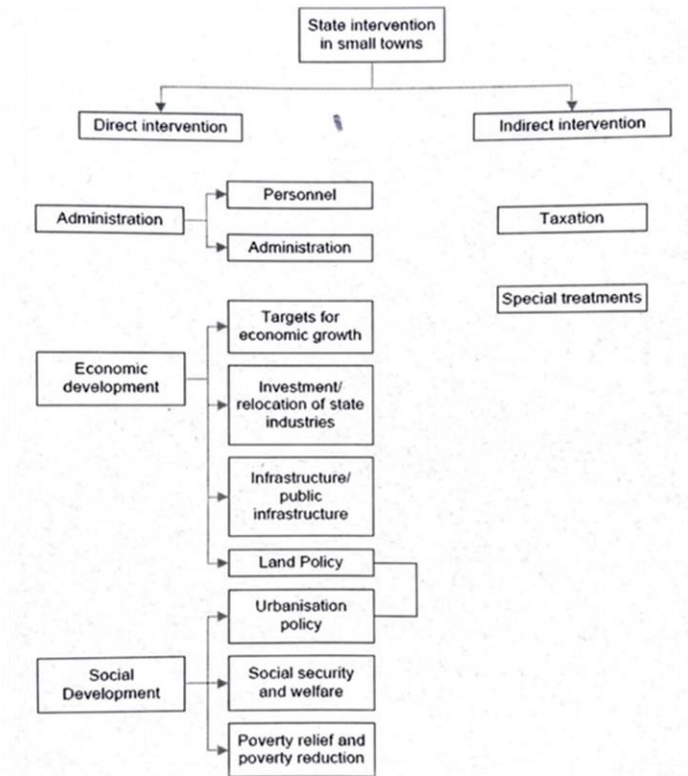 State intervention
in small towns
Direct intervention
Indirect intervention
Administration
Personnel
Administration
Taxation
Special treatments
Economic
development
Targets for
economic growth
Investment/
relocation of state
industries
Infrastructure/
public
infrastructure
Land Policy
Social
Development
Urbanisation
policy
Social security
and welfare
Poverty relief and
poverty reduction